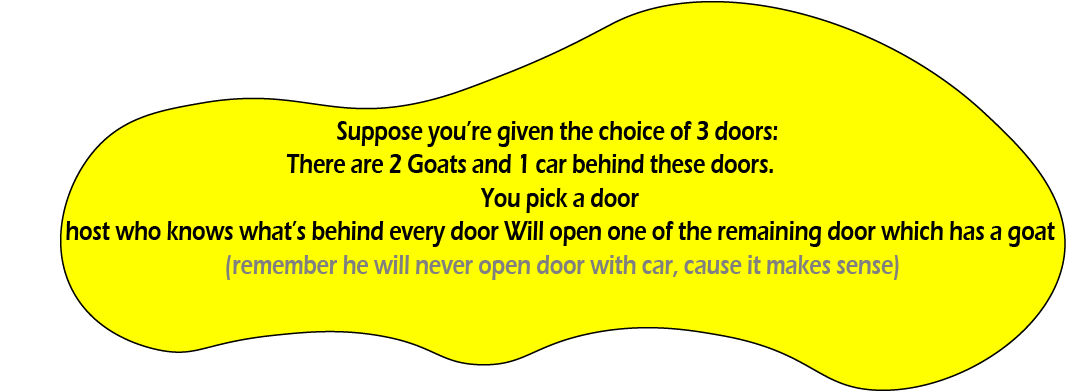 Suppose you're given the choice of 3 doors:
There are 2 Goats and 1 car behind these doors.
You pick a door
host who knows what's behind every door Will open one of the remaining door which has a goat
(remember he will never open door with car, cause it makes sense)